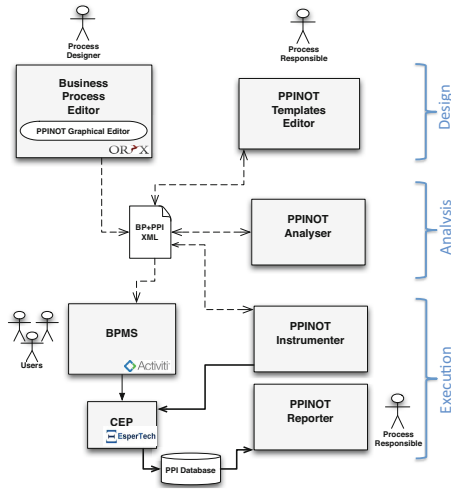 Process
Designer
Process
Responsible
Business
Process
Editor
PPINOT Graphical Editor
ORYX
PPINOT
Templates
Editor
Design
BP+PPI
XML
PPINOT
Analyser
Analysis
Users
BPMS
Activiti
PPINOT
Instrumenter
Execution
CEP
EsperTech
PPINOT
Reporter
Process
Responsible
PPI Database